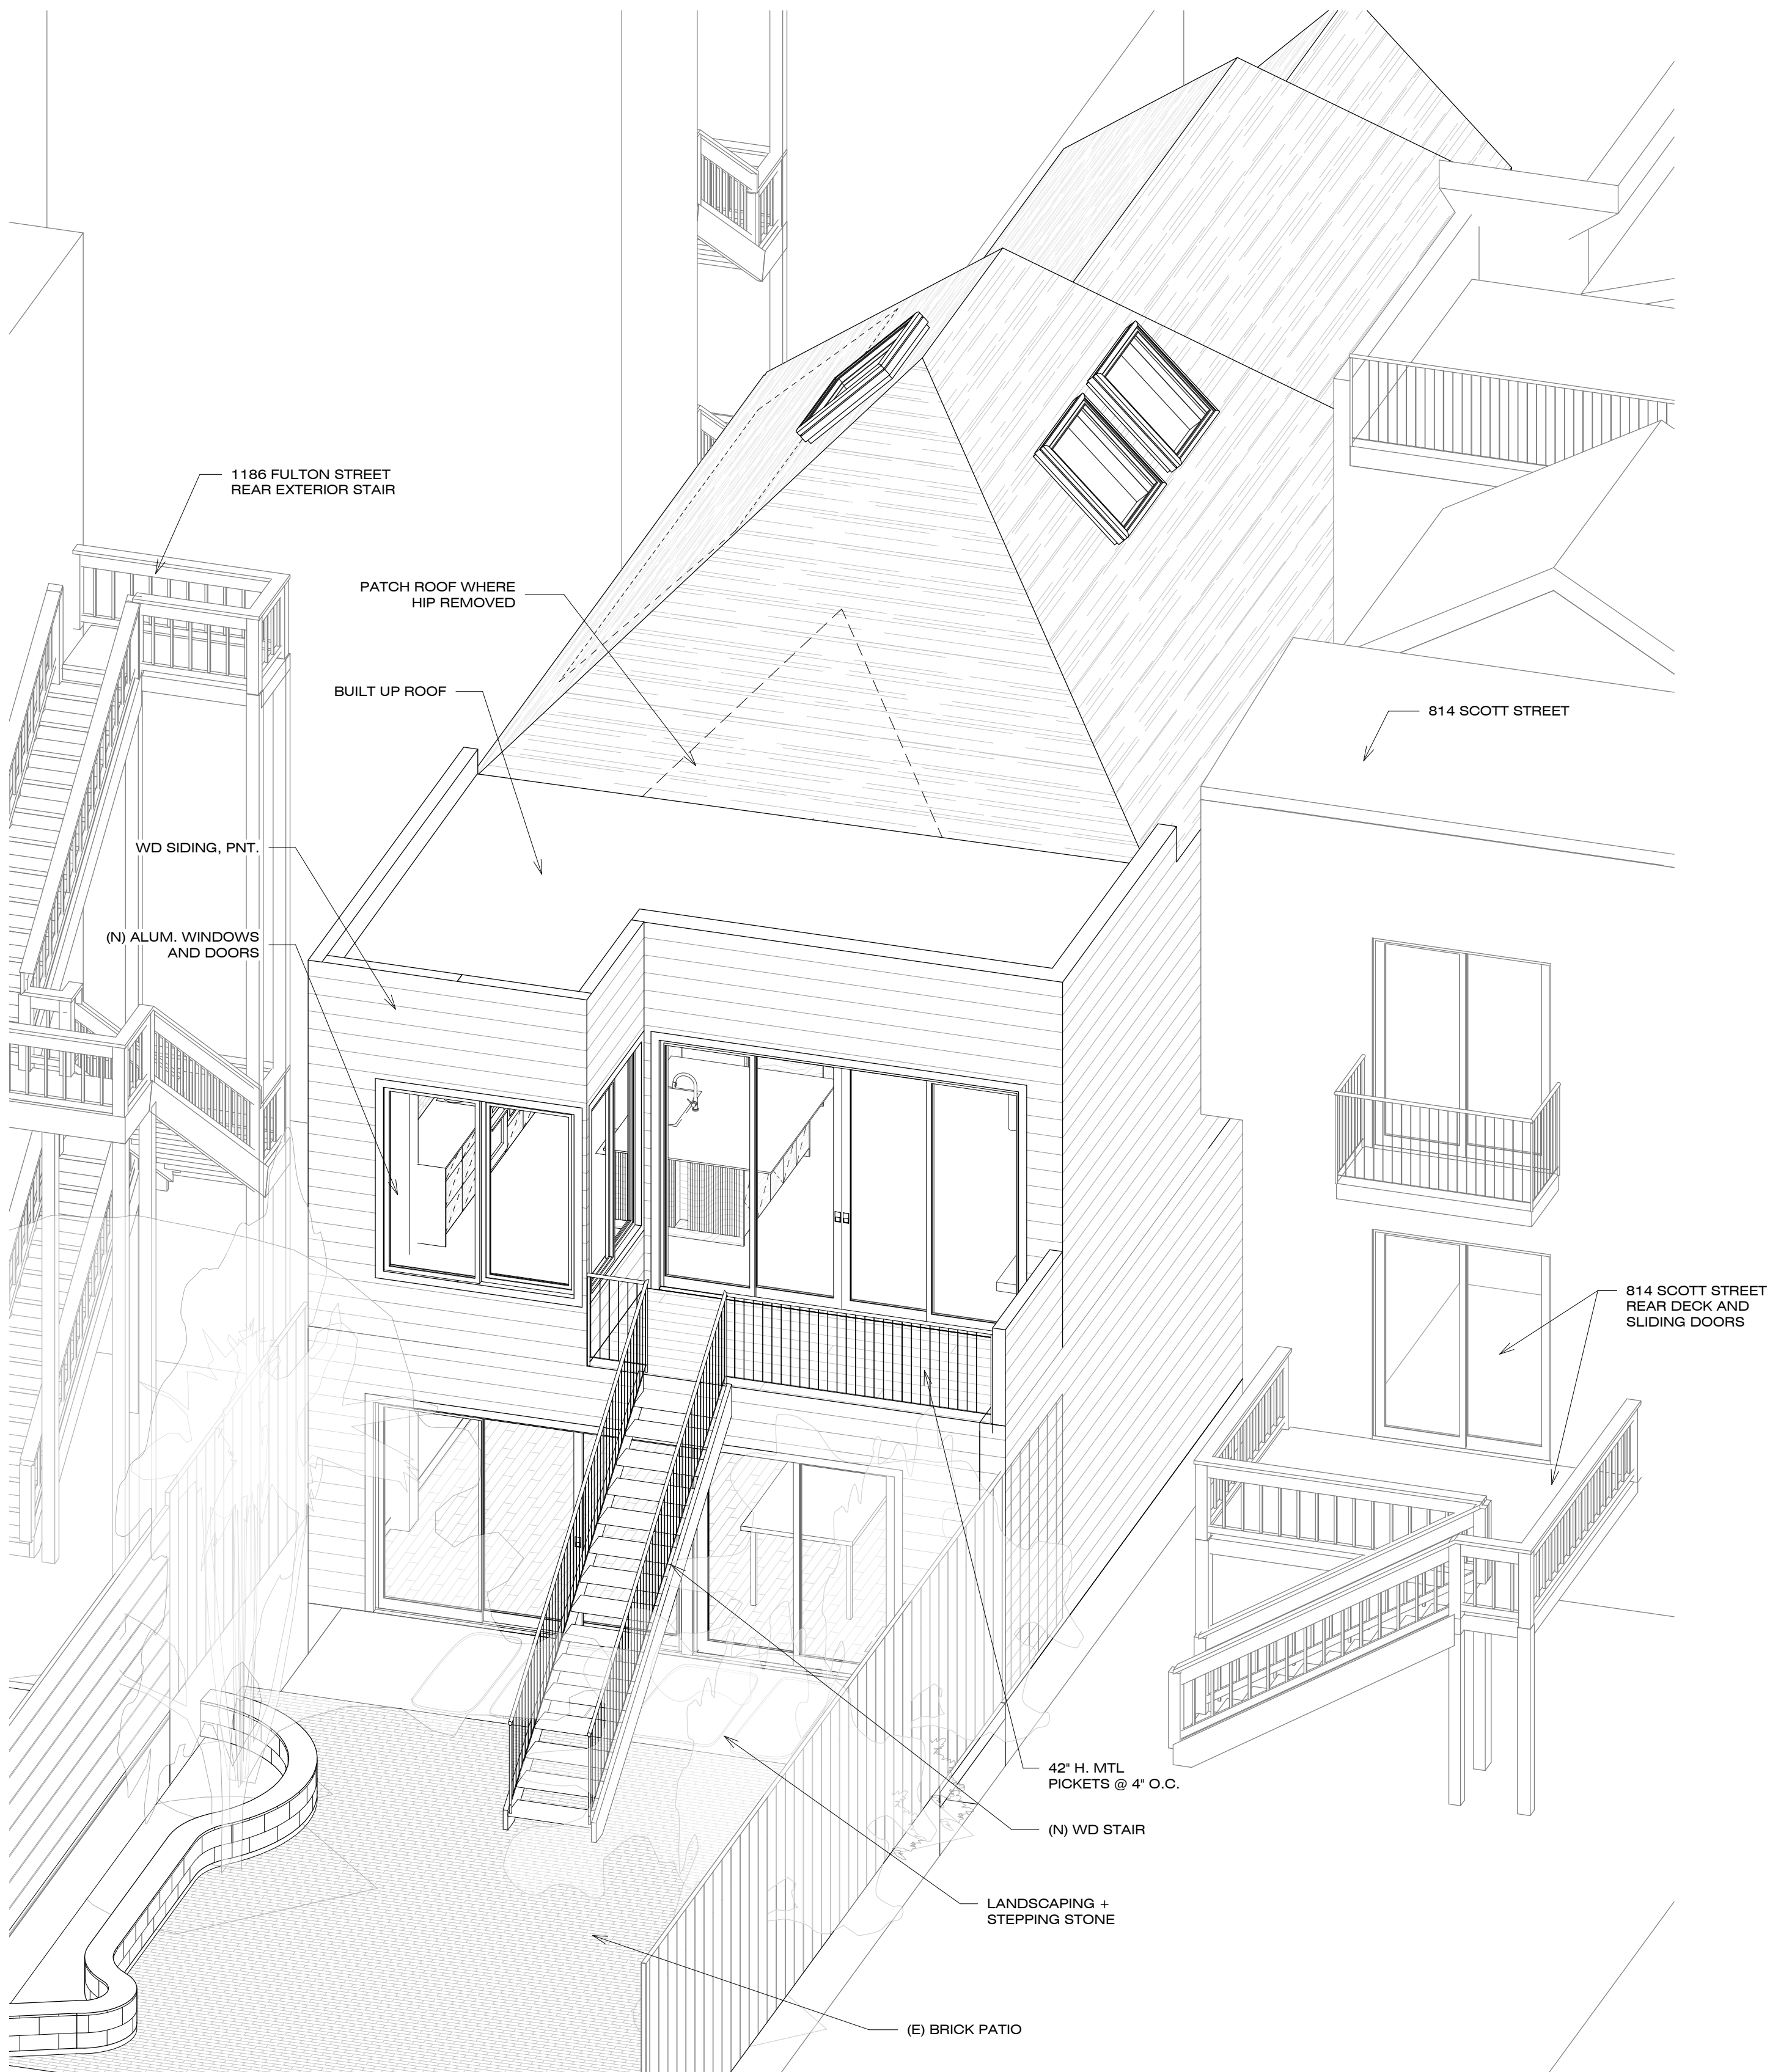 1186 FULTON STREET
REAR EXTERIOR STAIR
PATCH ROOF WHERE
HIP REMOVED
BUILT UP ROOF
814 SCOTT STREET
WD SIDING, PNT.
(N) ALUM. WINDOWS
AND DOORS
814 SCOTT STREET
REAR DECK AND
SLIDING DOORS
42" H. MTL
PICKETS @ 4" O.C.
(N) WD STAIR
LANDSCAPING +
STEPPING STONE
(E) BRICK PATIO